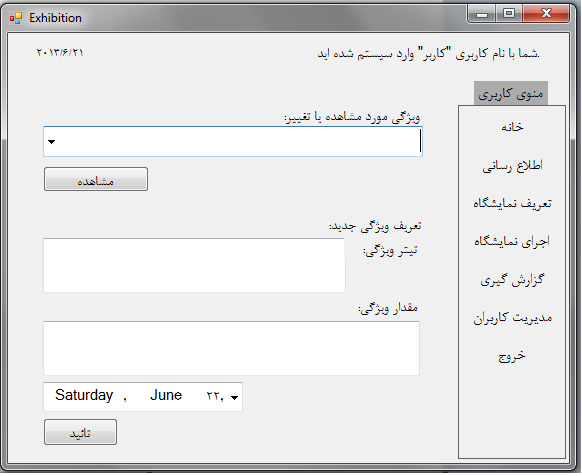 Exhibition
شما با نام کاربری "کاربر" وارد سیستم شده اید.
۲۰۱۳/۶/۲۱
منوی کاربری
خانه
اطلاع رسانی
تعریف نمایشگاه
اجرای نمایشگاه
گزارش گیری
مدیریت کاربران
خروج
ویژگی مورد مشاهده یا تغییر:
مشاهده
تعریف ویژگی جدید:
تیتر ویژگی:
مقدار ویژگی:
Saturday , June ۲۲,
تائید